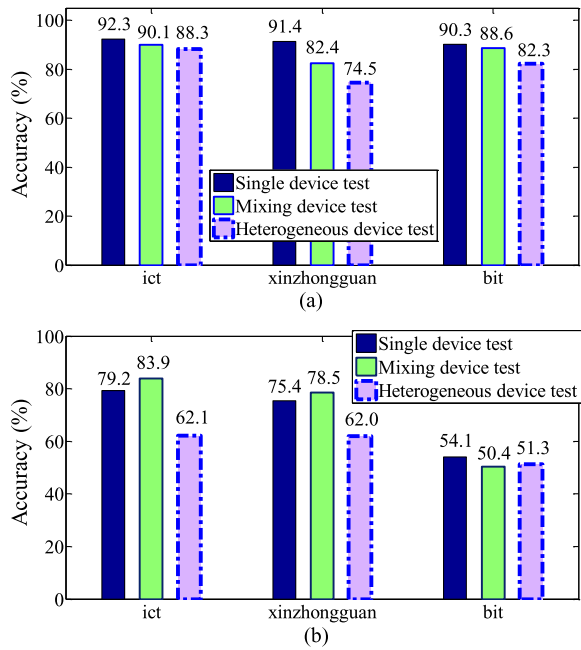 92.3 90.1 88.3 91.4 82.4 74.5 90.3 88.6 82.3
100
80
60
40
20
0
Accuracy (%)
Single device test
Mixing device test
Heterogeneous device test
ict xinzhongguan bit
(a)
79.2 83.9 62.1 75.4 78.5 62.0 54.1 50.4 51.3
100
80
60
40
20
0
Accuracy (%)
Single device test
Mixing device test
Heterogeneous device test
ict xinzhongguan bit
(b)